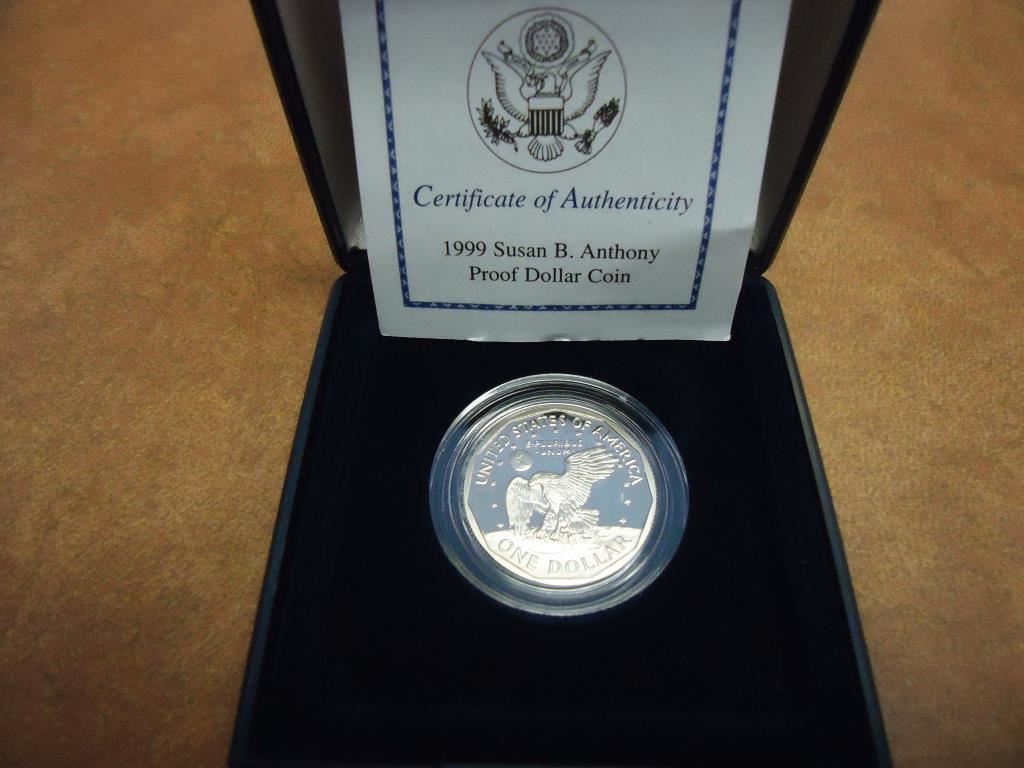 Certificate of Authenticity
1999 Susan B. Anthony
Proof Dollar Coin
UNITED STATES OF AMERICA
E·PLURIBUS
UNUM
ONE DOLLAR